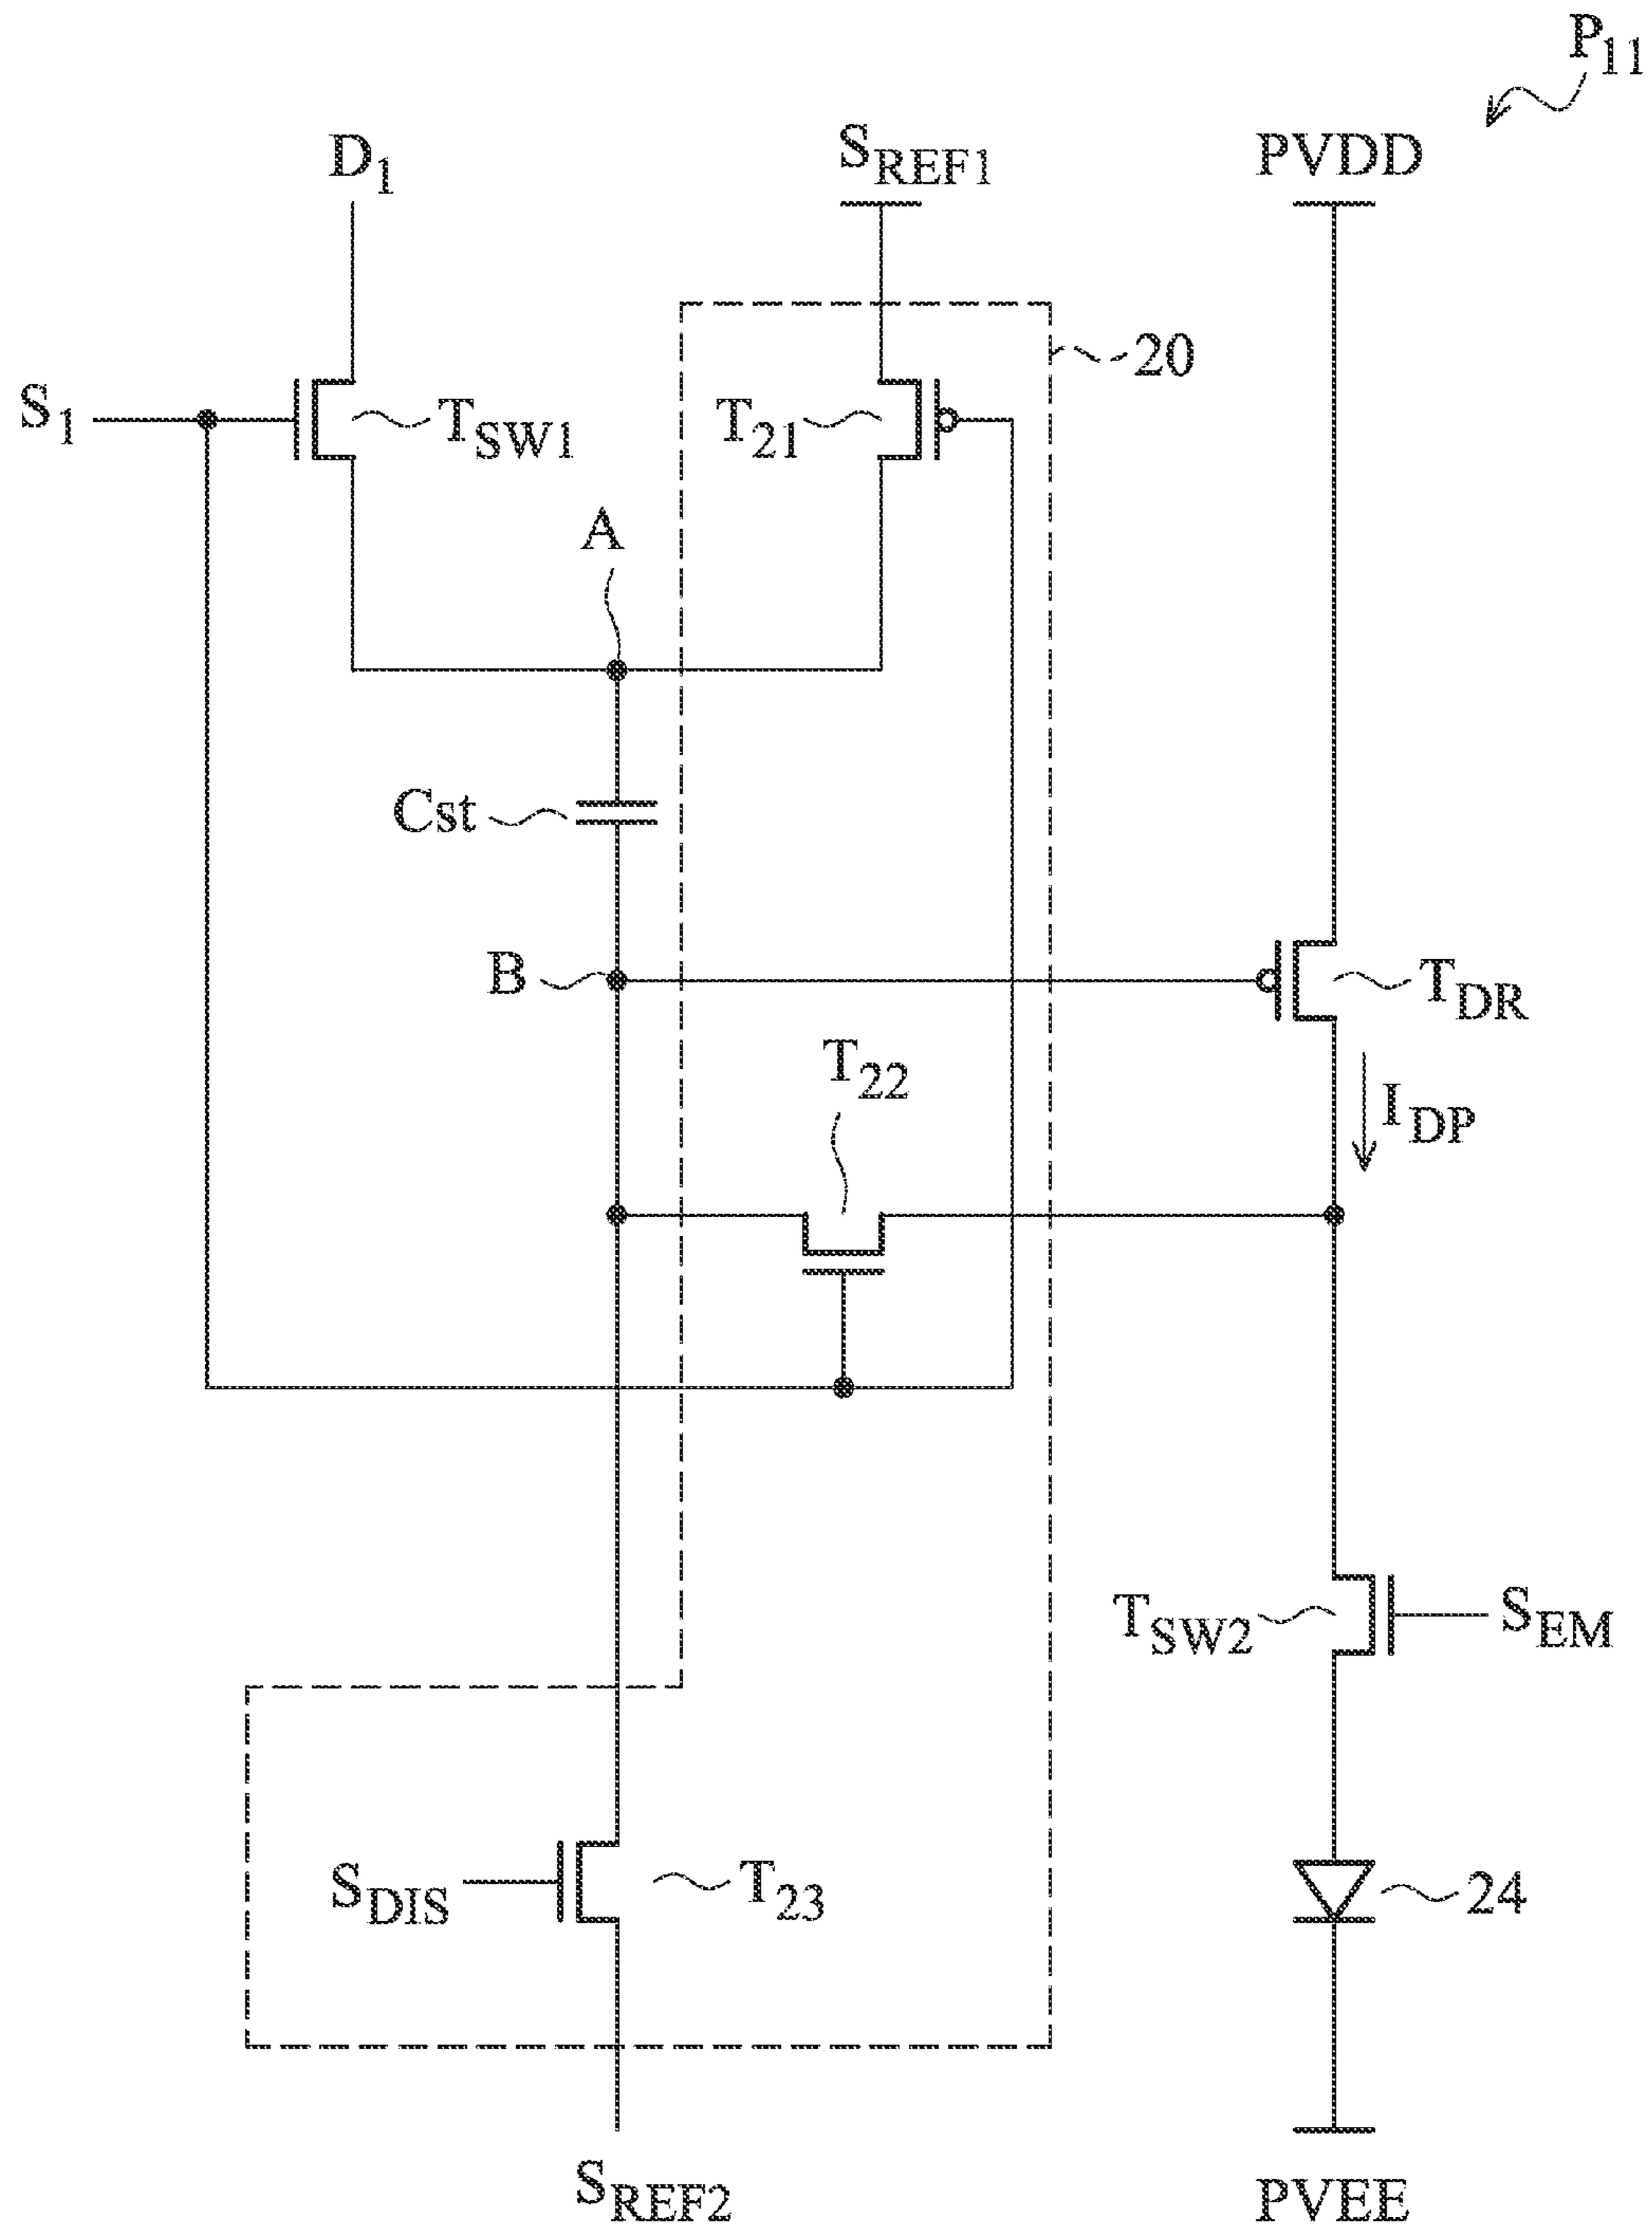 P11
D1
SREF1
PVDD
20
S1
TSW1
T21
A
Cst
B
TDR
T22
IDP
TSW2
SEM
SDIS
T23
24
SREF2
PVEE